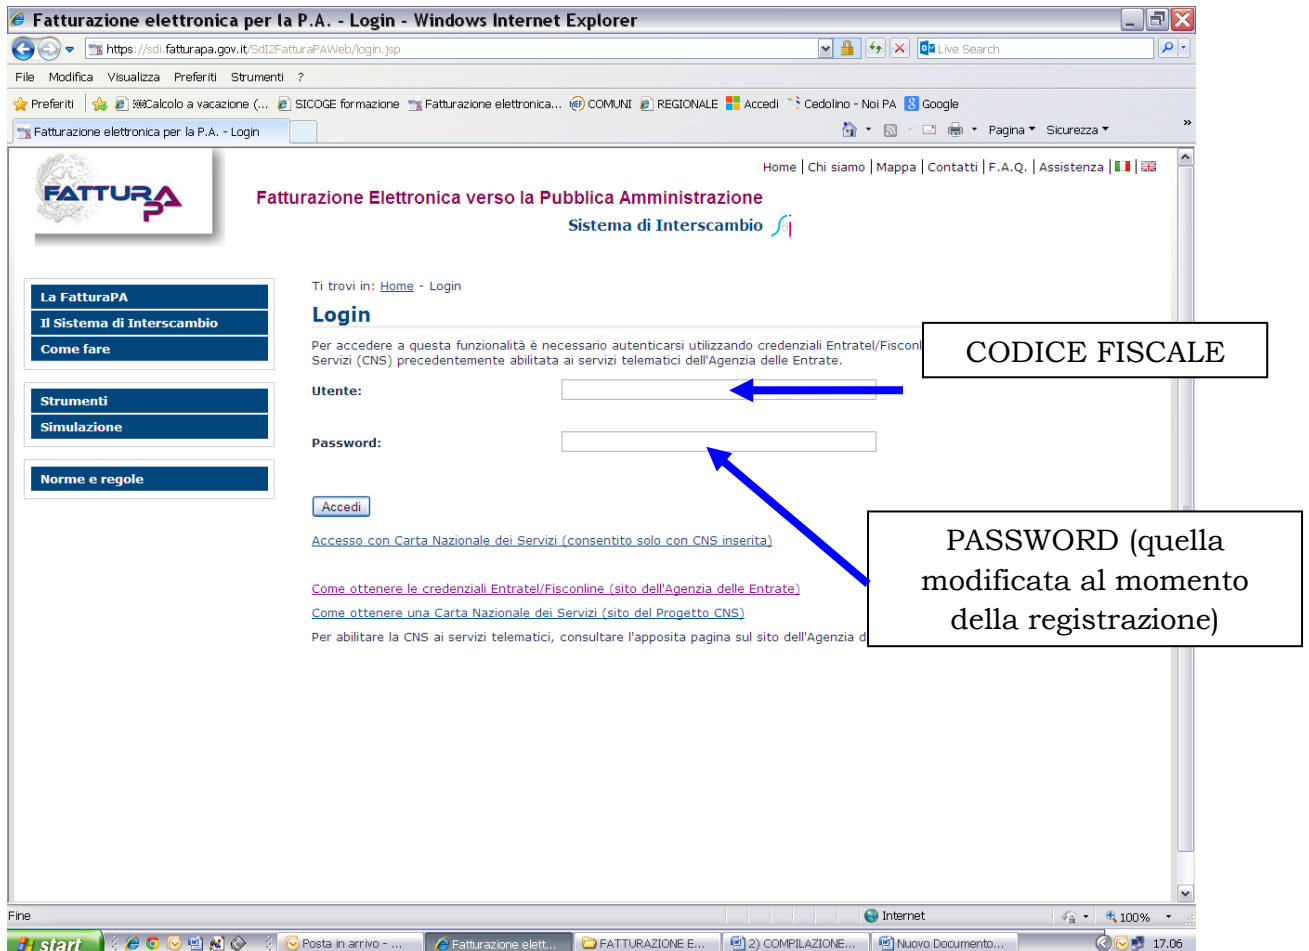 Fatturazione elettronica per la P.A. - Login - Windows Internet Explorer
https://sdi.fatturapa.gov.it/SdI2FatturaPAWeb/login.jsp
Live Search
File Modifica Visualizza Preferiti Strumenti ?
Preferiti
Calcolo a vacazione (... SICOGE formazione Fatturazione elettronica... COMUNI REGIONALE Accedi Cedolino - Noi PA Google
Fatturazione elettronica per la P.A. - Login
Pagina Sicurezza »
Home | Chi siamo | Mappa | Contatti | F.A.Q. | Assistenza |
FATTURA
P
Fatturazione Elettronica verso la Pubblica Amministrazione
Sistema di Interscambio
Ti trovi in: Home - Login
La FatturaPA
Il Sistema di Interscambio
Come fare
Strumenti
Simulazione
Norme e regole
Login
Per accedere a questa funzionalità è necessario autenticarsi utilizzando credenziali Entratel/Fisconl
Servizi (CNS) precedentemente abilitata ai servizi telematici dell'Agenzia delle Entrate.
CODICE FISCALE
Utente:
Password:
Accedi
PASSWORD (quella
modificata al momento
della registrazione)
Accesso con Carta Nazionale dei Servizi (consentito solo con CNS inserita)
Come ottenere le credenziali Entratel/Fisconline (sito dell'Agenzia delle Entrate)
Come ottenere una Carta Nazionale dei Servizi (sito del Progetto CNS)
Per abilitare la CNS ai servizi telematici, consultare l'apposita pagina sul sito dell'Agenzia d
Fine
Internet
100%
start
Posta in arrivo - ...
Fatturazione elett...
FATTURAZIONE E...
2) COMPILAZIONE...
Nuovo Documento...
17.06